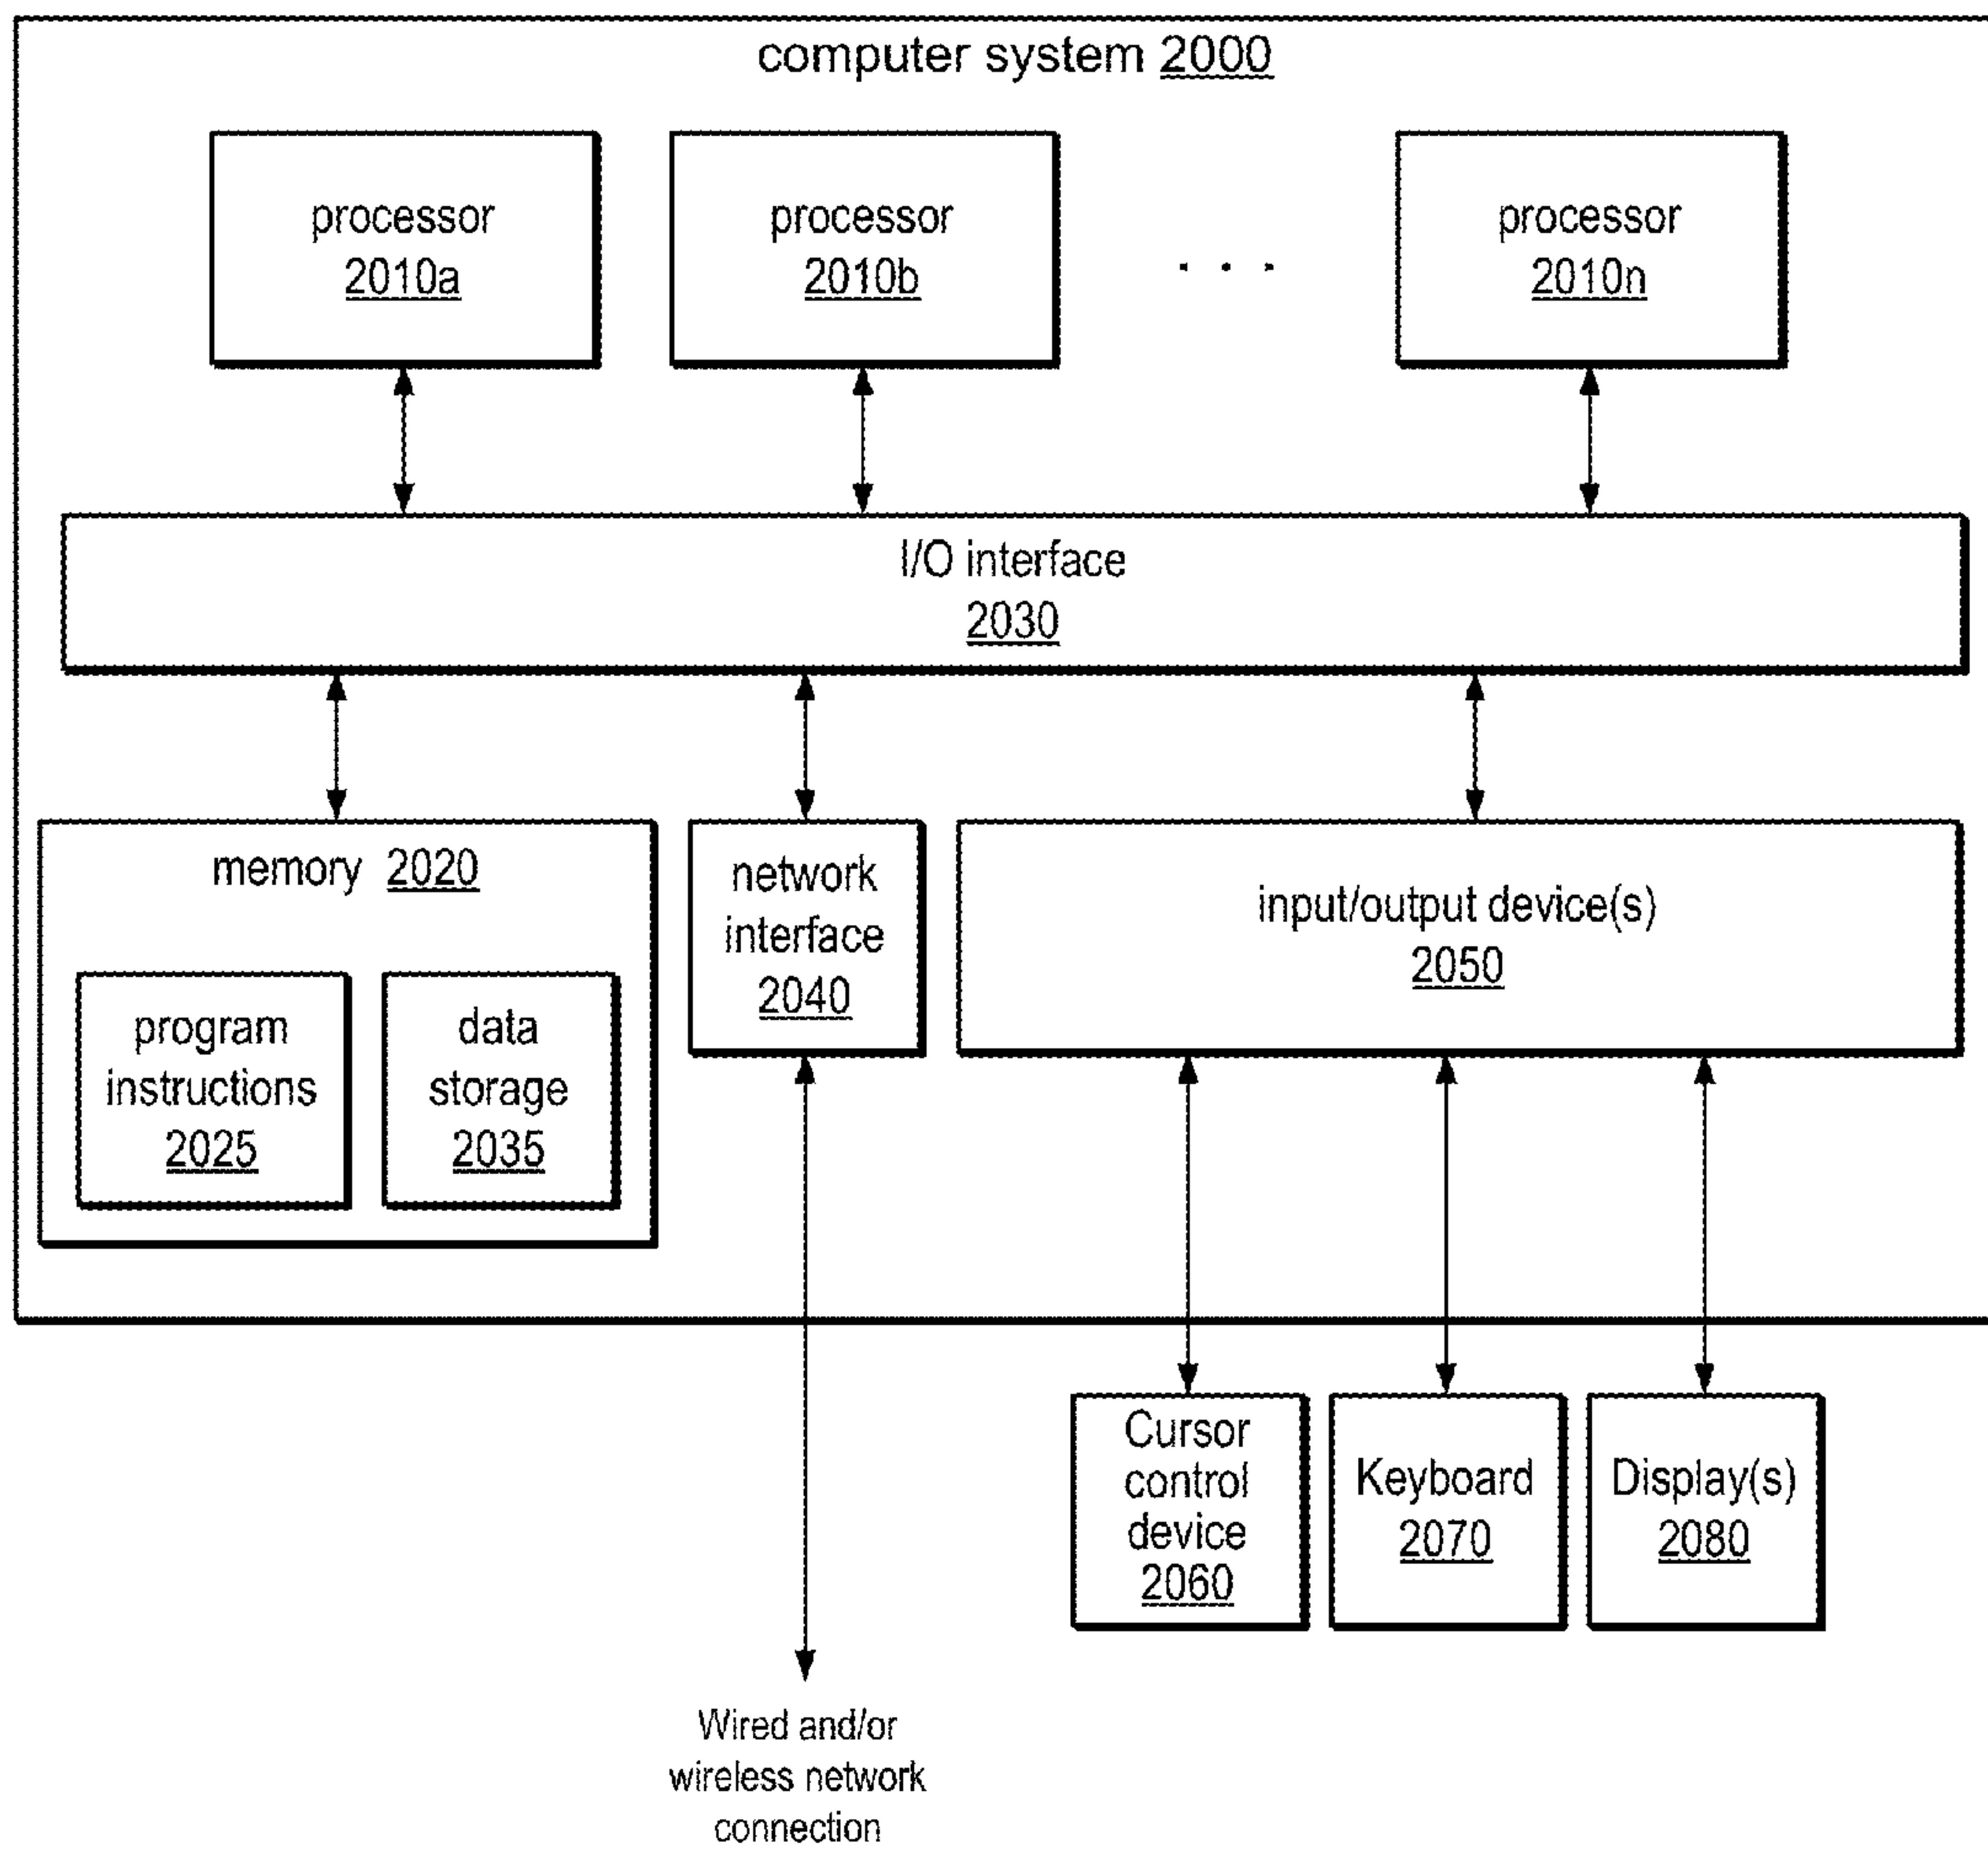 computer system 2000
processor
2010a
processor
2010b
. . .
processor
2010n
I/O interface
2030
memory 2020
program
instructions
2025
data
storage
2035
network
interface
2040
input/output device(s)
2050
Cursor
control
device
2060
Keyboard
2070
Display(s)
2080
Wired and/or
wireless network
connection